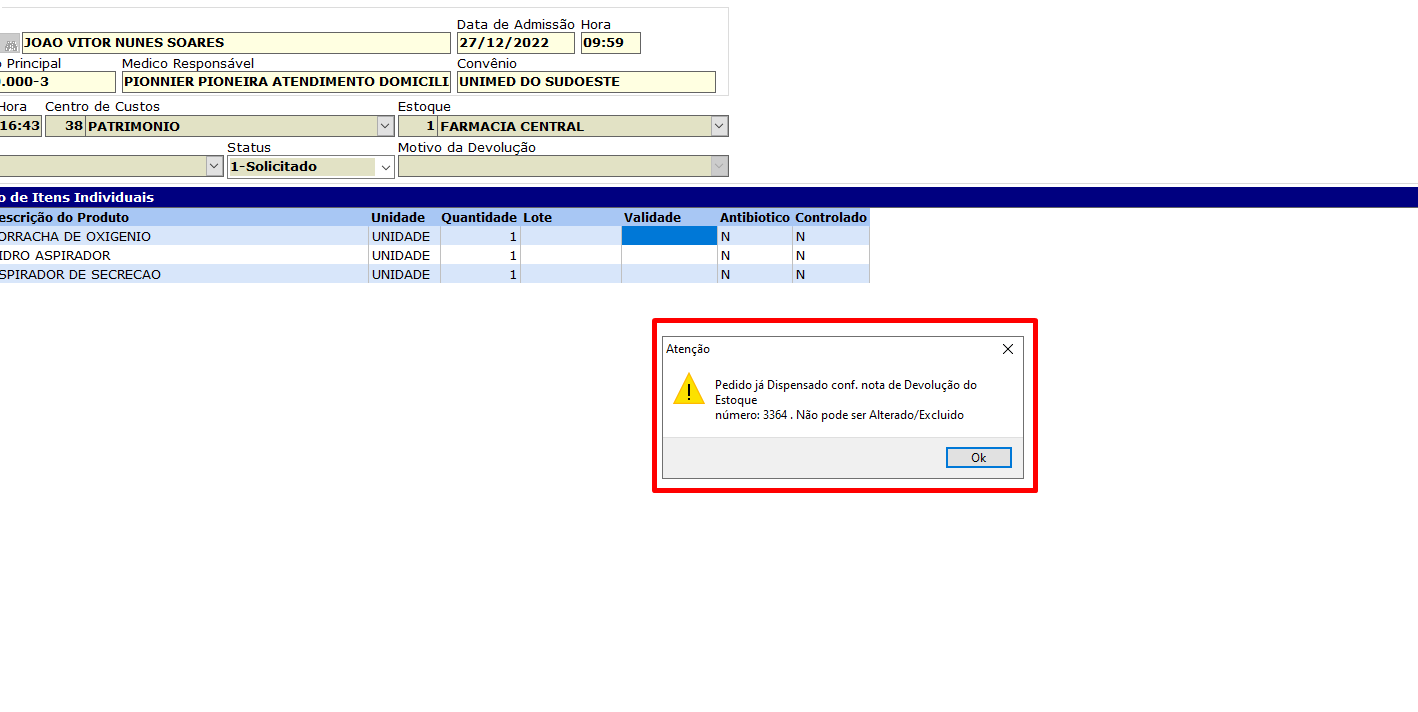 Data de Admissão Hora
JOAO VITOR NUNES SOARES 27/12/2022 09:59
Principal Medico Responsável Convênio
.000-3 PIONNIER PIONEIRA ATENDIMENTO DOMICILI UNIMED DO SUDOESTE
Hora Centro de Custos Estoque
16:43 38 PATRIMONIO 1 FARMACIA CENTRAL
Status Motivo da Devolução
1-Solicitado
o de Itens Individuais
escrição do Produto Unidade Quantidade Lote Validade Antibiotico Controlado
ORRACHA DE OXIGENIO UNIDADE 1 N N
IDRO ASPIRADOR UNIDADE 1 N N
SPIRADOR DE SECRECAO UNIDADE 1 N N
Atenção
Pedido já Dispensado conf. nota de Devolução do
Estoque
número: 3364 . Não pode ser Alterado/Excluido
Ok